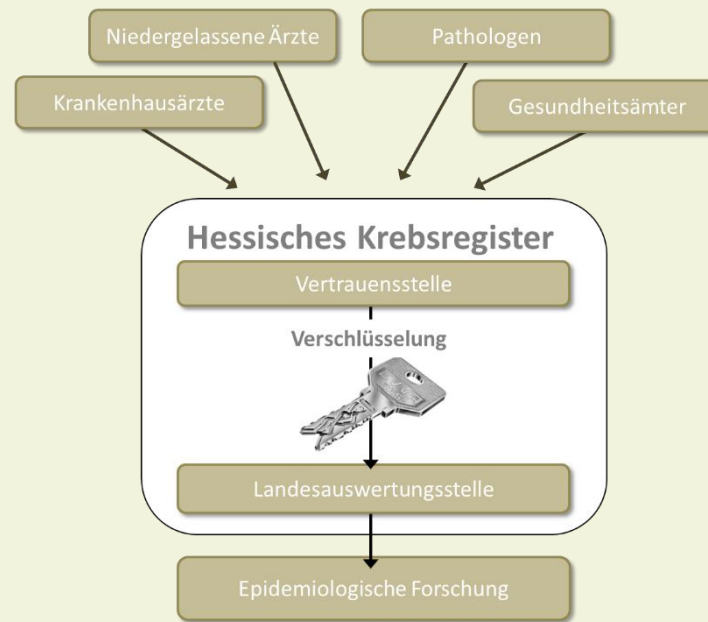 Niedergelassene Ärzte
Pathologen
Krankenhausärzte
Gesundheitsämter
Hessisches Krebsregister
Vertrauensstelle
Verschlüsselung
Landesauswertungsstelle
Epidemiologische Forschung